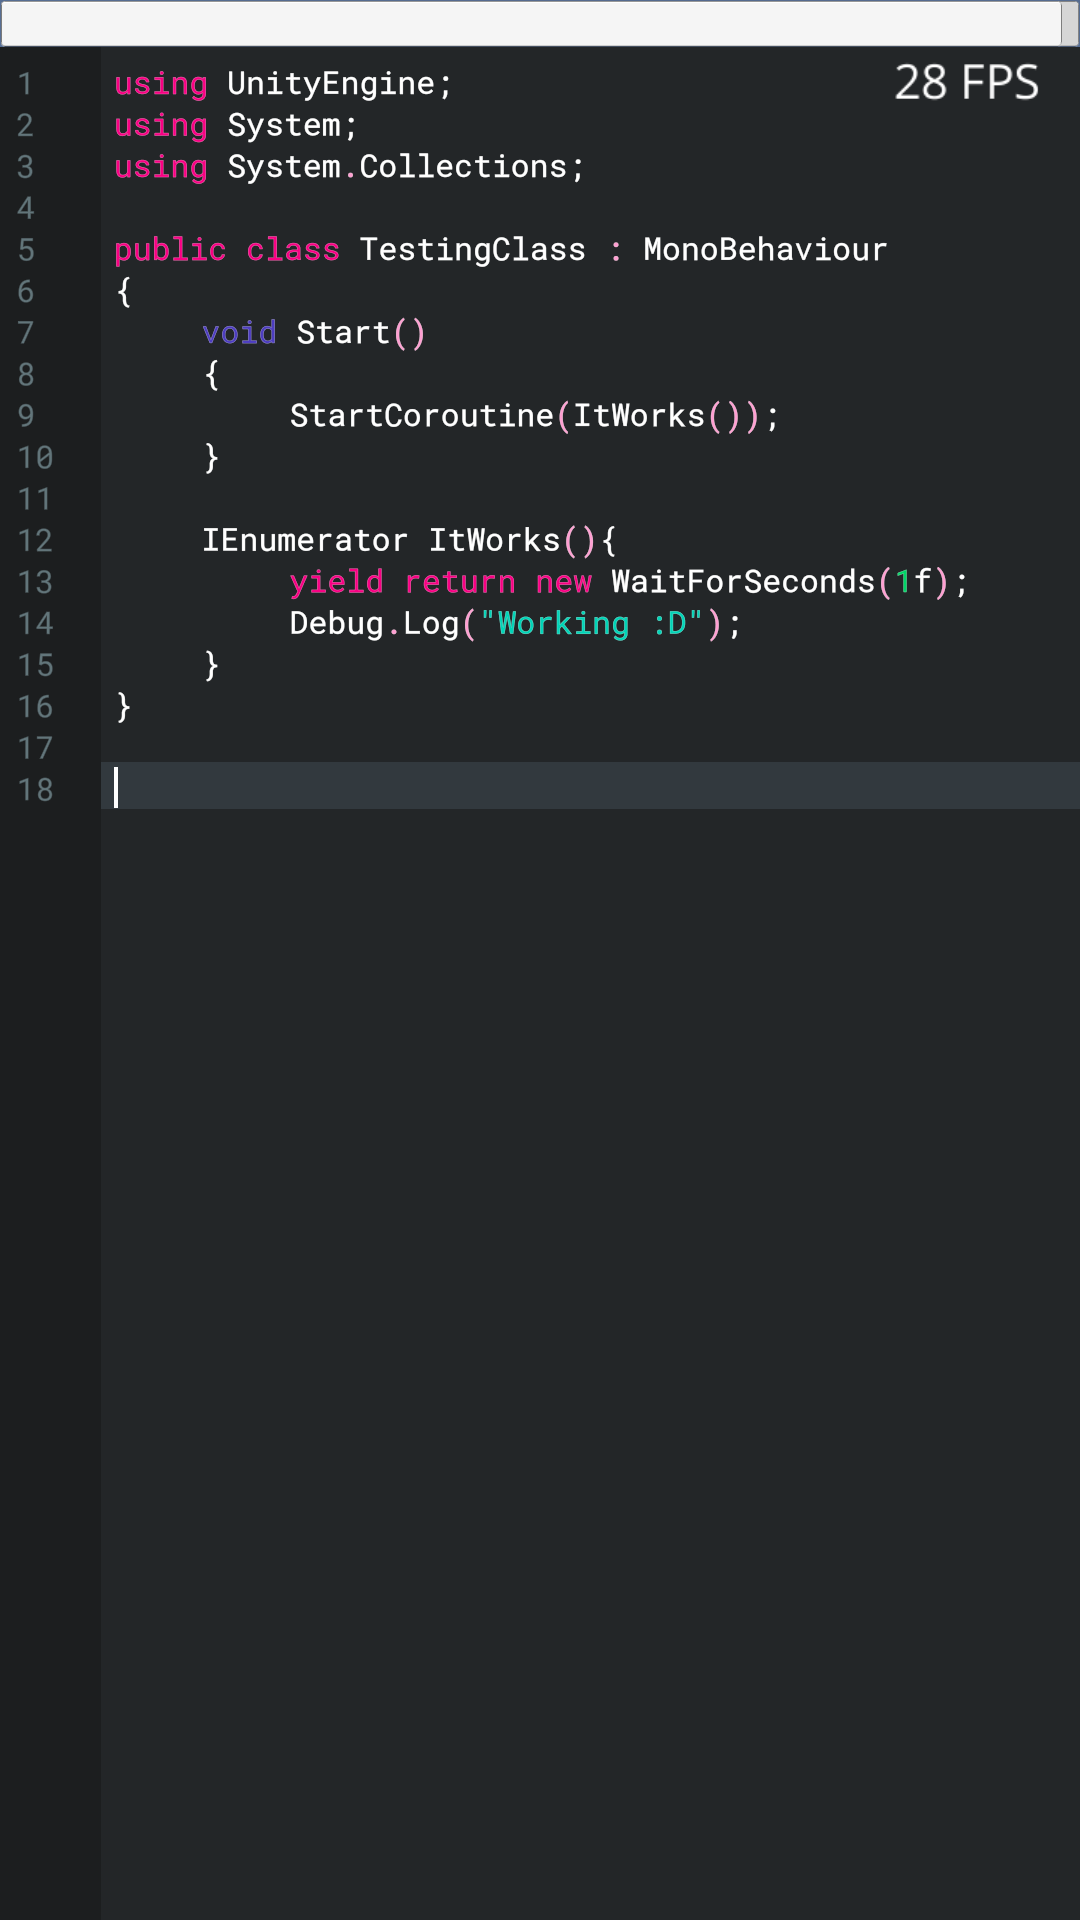 28 FPS
1 using UnityEngine;
2 using System;
3 using System.Collections;
4
5 public class TestingClass : MonoBehaviour
6 {
7     void Start()
8     {
9         StartCoroutine(ItWorks());
10     }
11
12     IEnumerator ItWorks(){
13         yield return new WaitForSeconds(1f);
14         Debug.Log("Working :D");
15     }
16 }
17
18